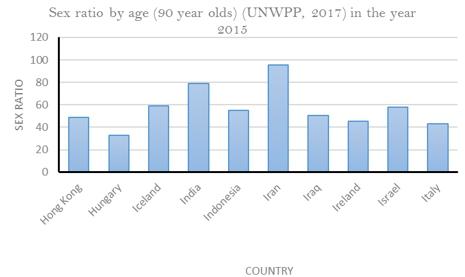 Sex ratio by age (90 year olds) (UNWPP, 2017) in the year
2015
120
100
80
60
40
20
0
SEX RATIO
Hong Kong
Hungary
Iceland
India
Indonesia
Iran
Iraq
Ireland
Israel
Italy
COUNTRY